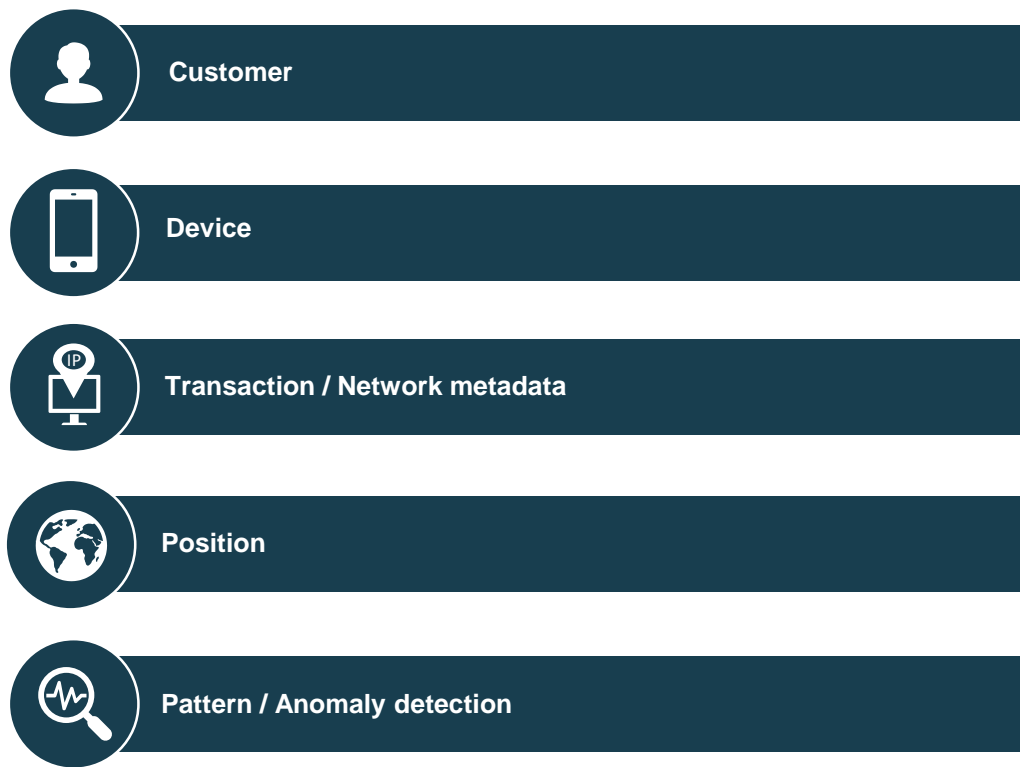 Customer
Device
IP
Transaction / Network metadata
Position
Pattern / Anomaly detection